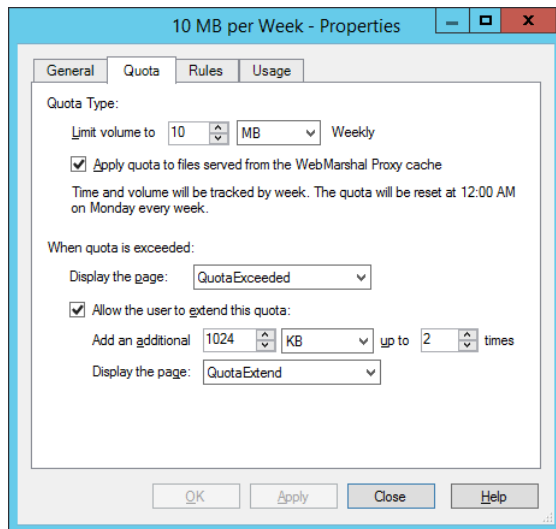 10 MB per Week - Properties
General Quota Rules Usage
Quota Type:
Limit volume to 10 MB Weekly
Apply quota to files served from the WebMarshal Proxy cache
Time and volume will be tracked by week. The quota will be reset at 12:00 AM
on Monday every week.
When quota is exceeded:
Display the page: QuotaExceeded
Allow the user to extend this quota:
Add an additional 1024 KB up to 2 times
Display the page: QuotaExtend
OK Apply Close Help